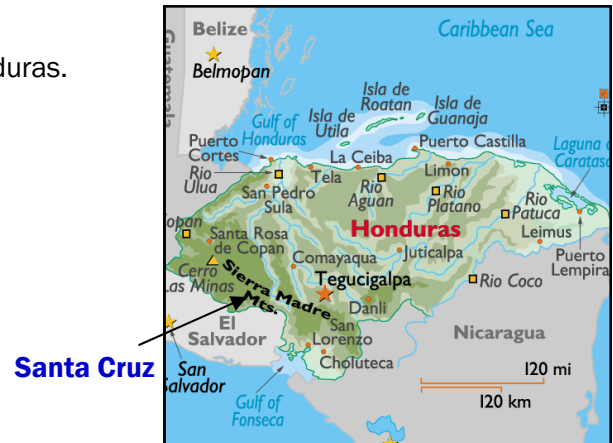 duras.
Belize
Belmopan
Guatemala
Caribbean Sea
N
Isla de
Roatan
Isla de
Guanaja
Isla de
Utila
Gulf of
Honduras
Puerto
Cortes
Puerto Castilla
La Ceiba
Laguna de
Caratasca
Rio
Ulua
Tela
Limon
San Pedro
Sula
Rio
Aguan
Rio
Platano
Rio
Patuca
opan
Santa Rosa
de Copan
Honduras
Leimus
Comayaqua
Juticalpa
Puerto
Lempira
Cerro
Las Minas
Sierra Madre
Mts.
Tegucigalpa
Rio Coco
Danli
El
Salvador
San
Lorenzo
Nicaragua
Santa Cruz
San
Salvador
Choluteca
120 mi
Gulf of
Fonseca
120 km